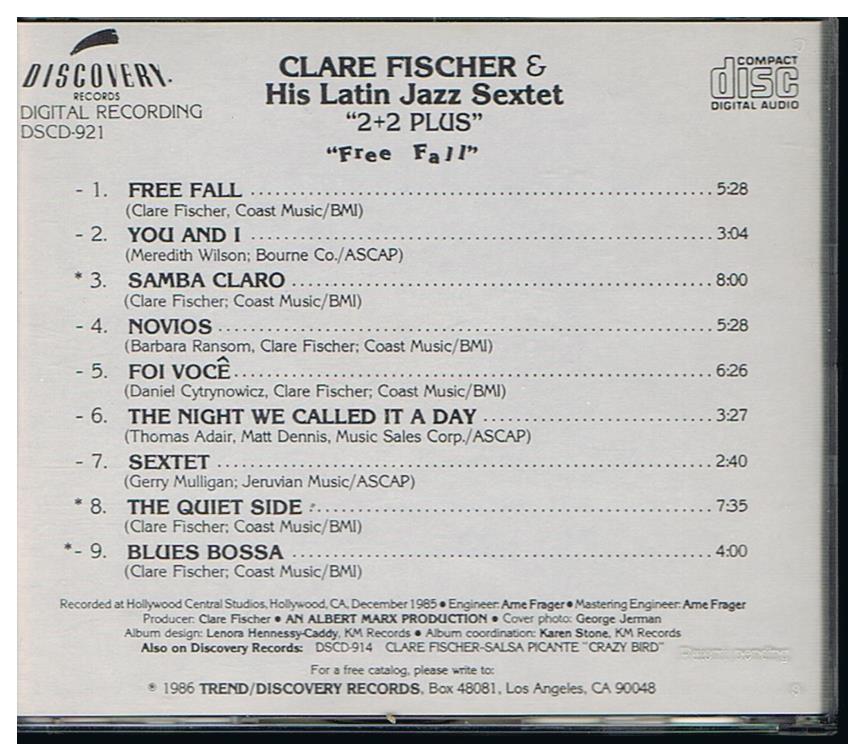 DISCOVERY
RECORDS
DIGITAL RECORDING
DSCD-921
CLARE FISCHER &
His Latin Jazz Sextet
"2+2 PLUS"
"Free Fall"
COMPACT
disc
DIGITAL AUDIO
- 1. FREE FALL 5:28
(Clare Fischer, Coast Music/BMI)
- 2. YOU AND I 3:04
(Meredith Wilson; Bourne Co./ASCAP)
* 3. SAMBA CLARO 8:00
(Clare Fischer; Coast Music/BMI)
- 4. NOVIOS 5:28
(Barbara Ransom, Clare Fischer; Coast Music/BMI)
- 5. FOI VOCÊ 6:26
(Daniel Cytrynowicz, Clare Fischer; Coast Music/BMI)
- 6. THE NIGHT WE CALLED IT A DAY 3:27
(Thomas Adair, Matt Dennis, Music Sales Corp./ASCAP)
- 7. SEXTET 2:40
(Gerry Mulligan; Jeruvian Music/ASCAP)
* 8. THE QUIET SIDE 7:35
(Clare Fischer; Coast Music/BMI)
*- 9. BLUES BOSSA 4:00
(Clare Fischer; Coast Music/BMI)
Recorded at Hollywood Central Studios, Hollywood, CA, December 1985 • Engineer: Arne Frager • Mastering Engineer: Arne Frager
Producer: Clare Fischer • AN ALBERT MARX PRODUCTION • Cover photo: George Jerman
Album design: Lenora Hennessy-Caddy, KM Records • Album coordination: Karen Stone, KM Records
Also on Discovery Records: DSCD-914 CLARE FISCHER-SALSA PICANTE "CRAZY BIRD"
Patent pending
For a free catalog, please write to:
℗ 1986 TREND/DISCOVERY RECORDS, Box 48081, Los Angeles, CA 90048